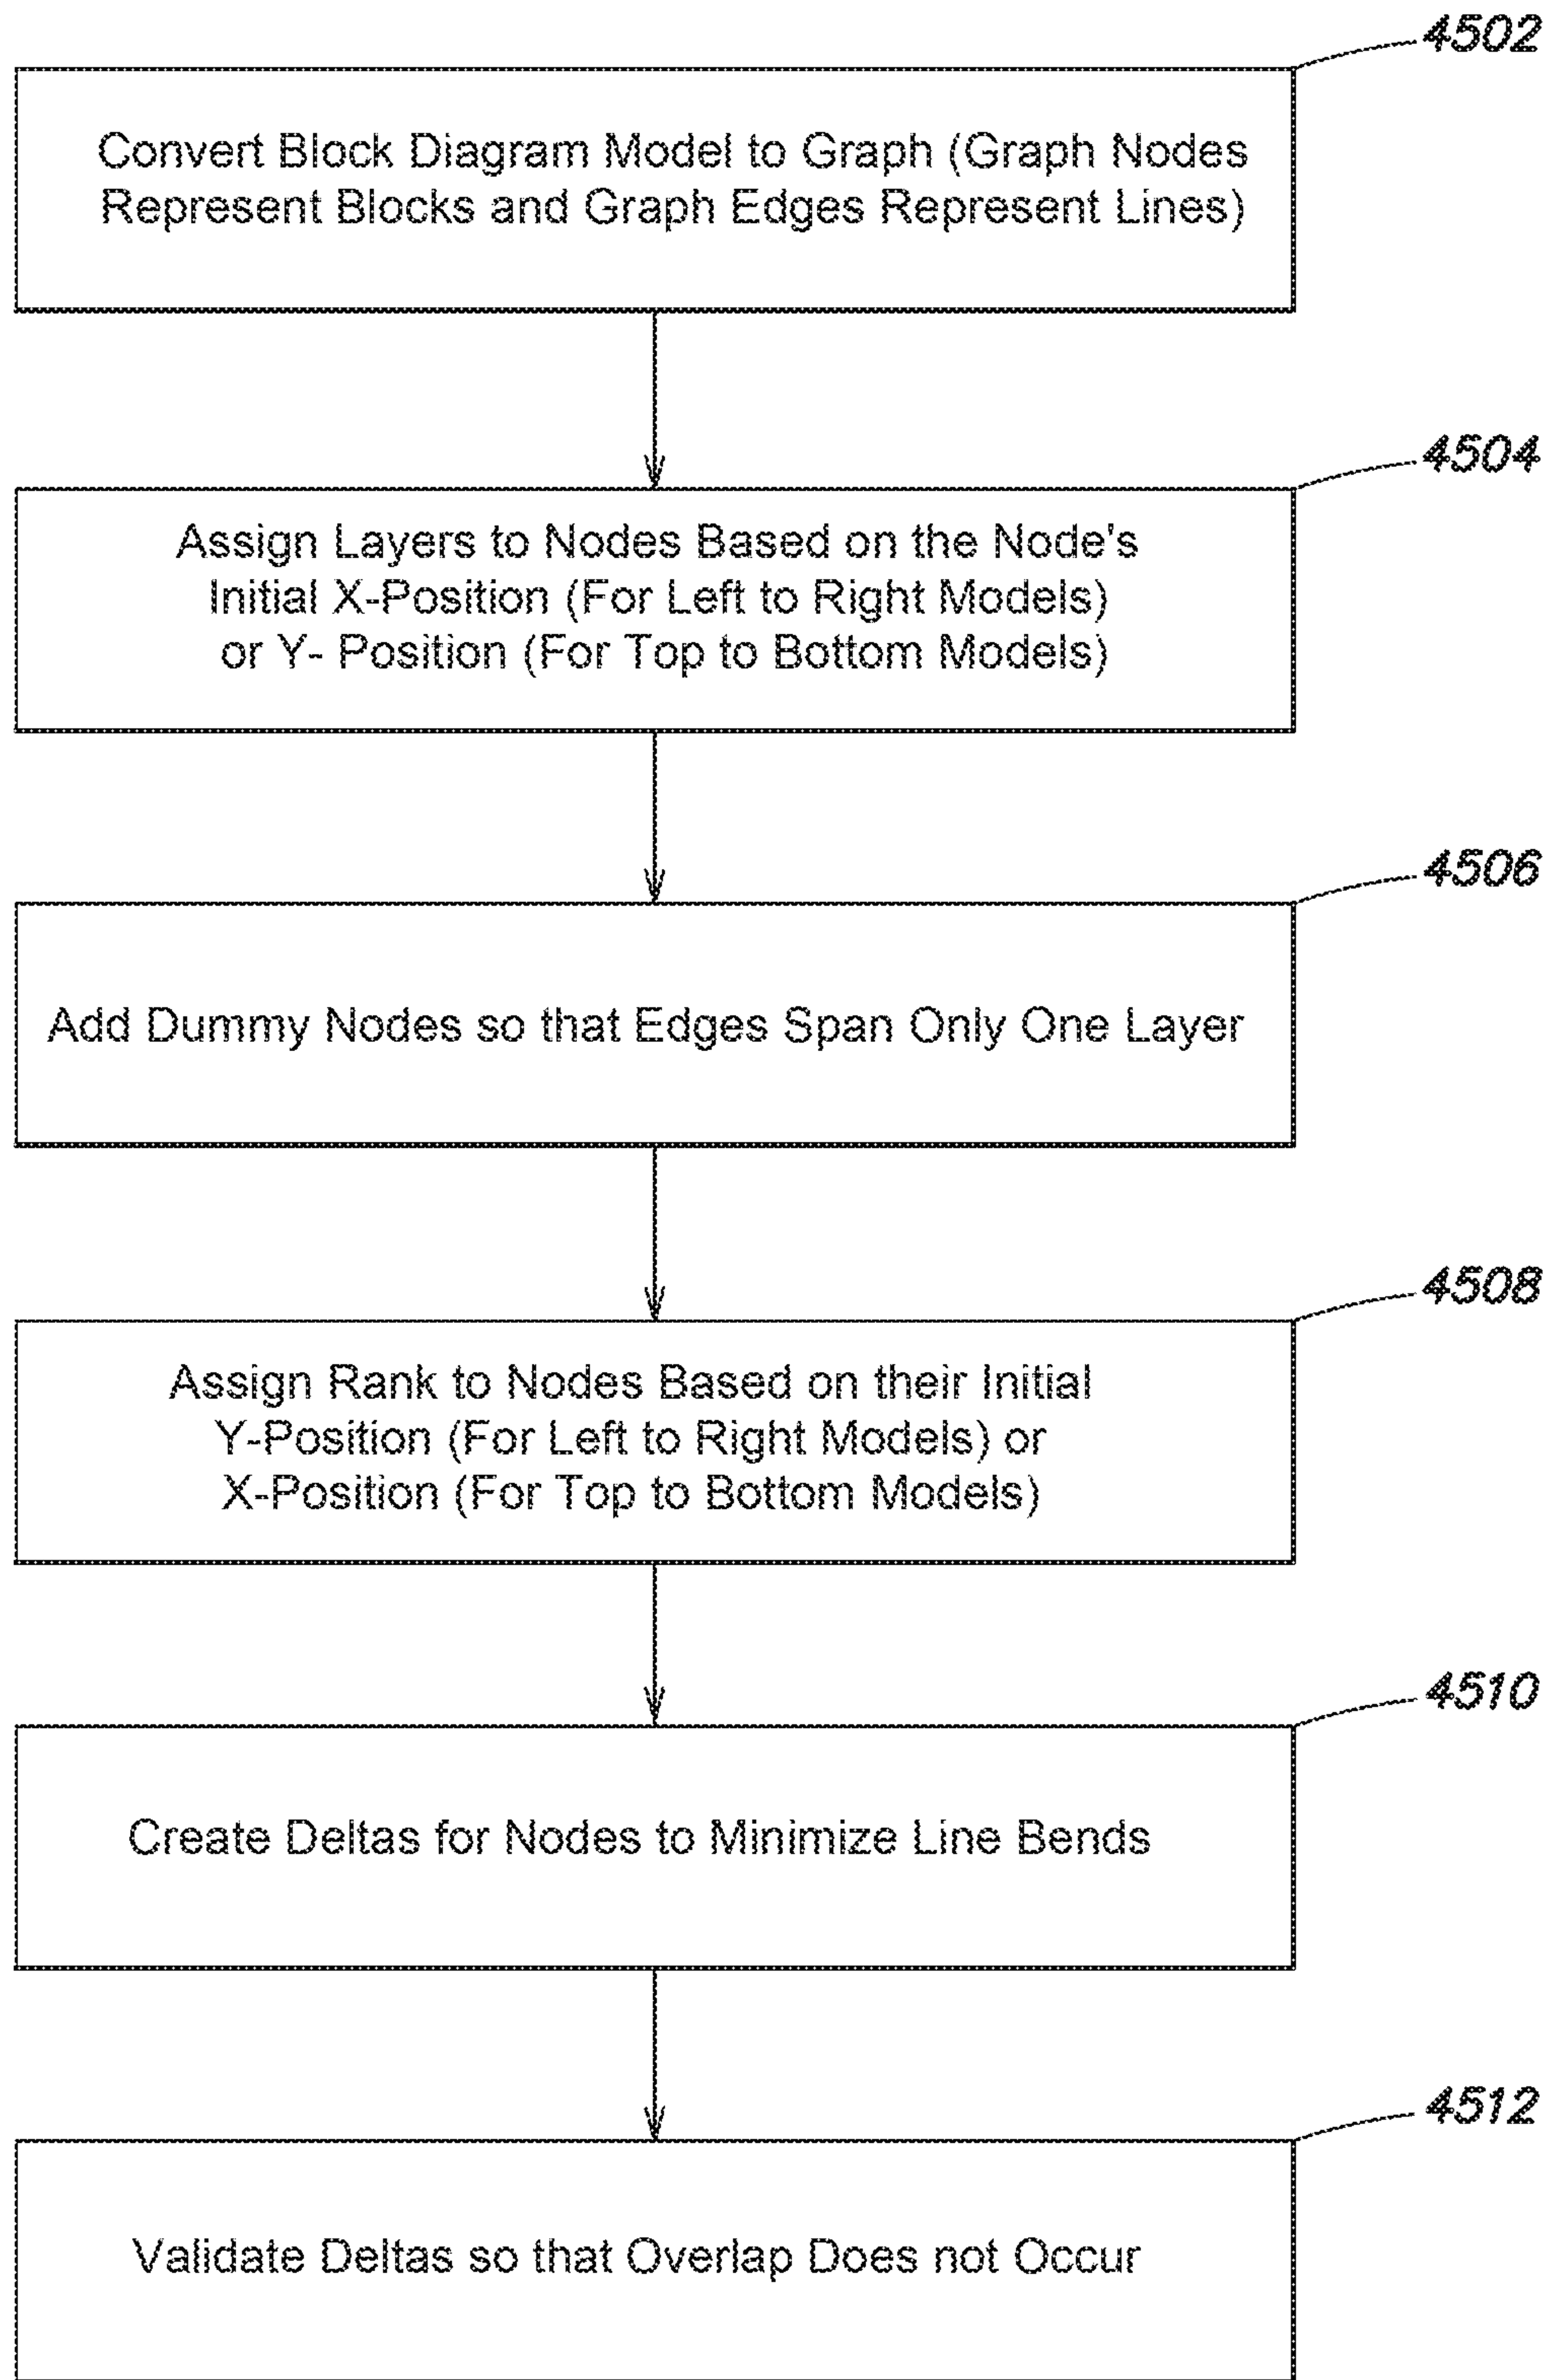 4502
Convert Block Diagram Model to Graph (Graph Nodes
Represent Blocks and Graph Edges Represent Lines)
4504
Assign Layers to Nodes Based on the Node's
Initial X-Position (For Left to Right Models)
or Y- Position (For Top to Bottom Models)
4506
Add Dummy Nodes so that Edges Span Only One Layer
4508
Assign Rank to Nodes Based on their Initial
Y-Position (For Left to Right Models) or
X-Position (For Top to Bottom Models)
4510
Create Deltas for Nodes to Minimize Line Bends
4512
Validate Deltas so that Overlap Does not Occur